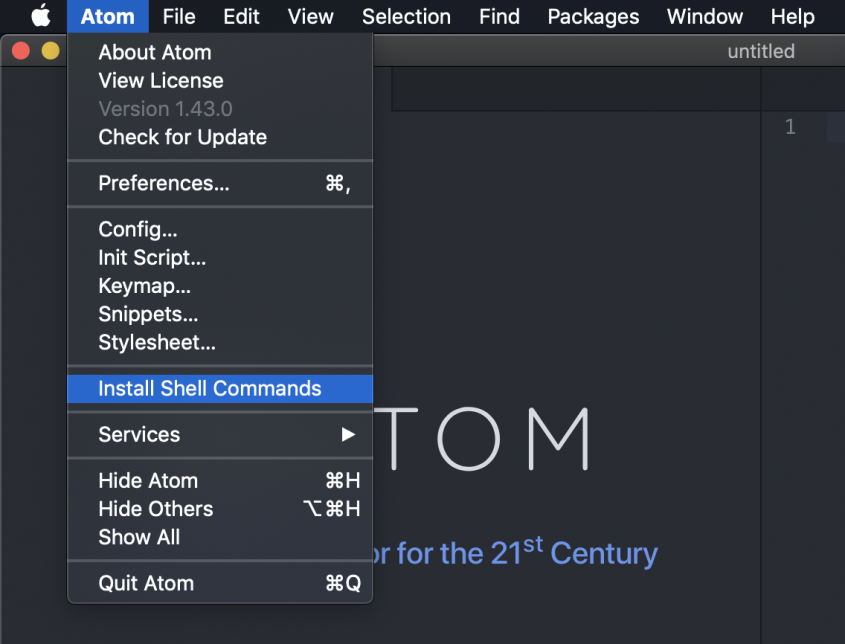 Atom File Edit View Selection Find Packages Window Help
untitled
About Atom
View License
Version 1.43.0
Check for Update
Preferences... ⌘,
Config...
Init Script...
Keymap...
Snippets...
Stylesheet...
Install Shell Commands
Services ▶
Hide Atom ⌘H
Hide Others ⌥⌘H
Show All
Quit Atom ⌘Q
1
TOM
or for the 21st Century